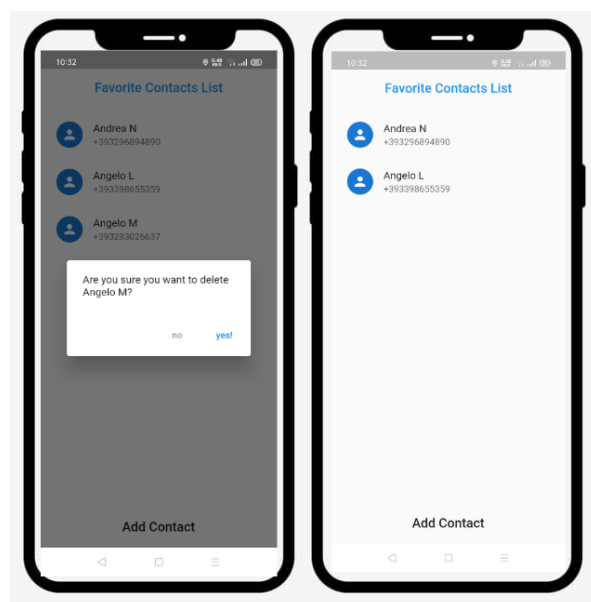 10:32
Favorite Contacts List
Andrea N
+393296894890
Angelo L
+393398655359
Angelo M
+393283026637
Are you sure you want to delete
Angelo M?
no yes!
Add Contact
10:32
Favorite Contacts List
Andrea N
+393296894890
Angelo L
+393398655359
Add Contact